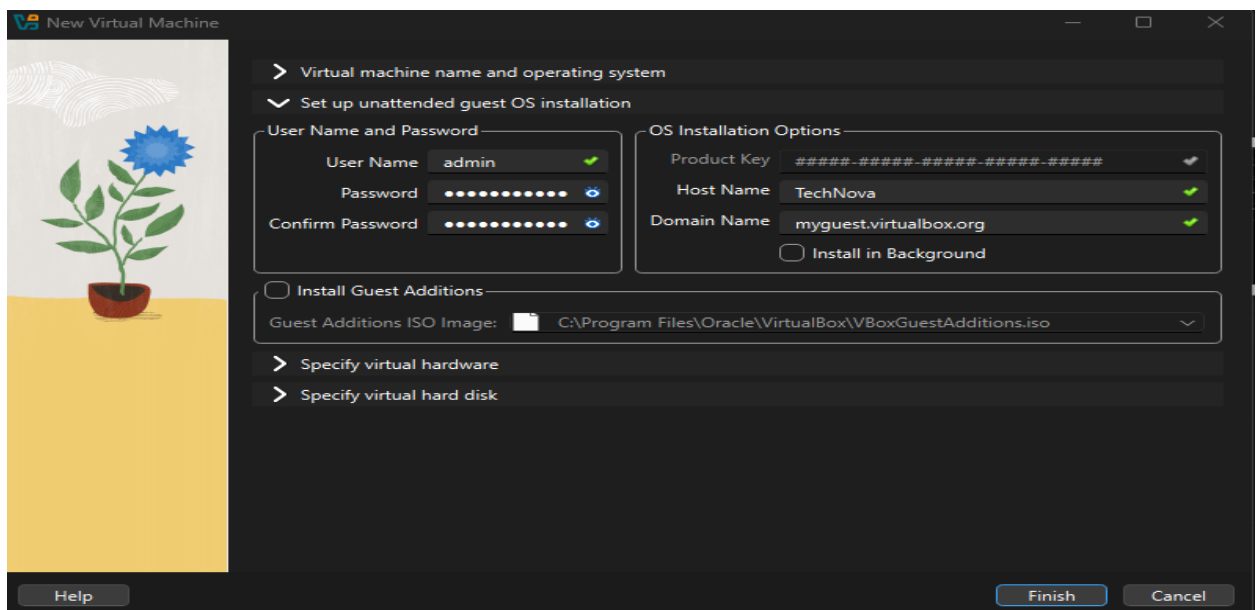 New Virtual Machine
Virtual machine name and operating system
Set up unattended guest OS installation
User Name and Password
User Name admin
Password ●●●●●●●●●●●
Confirm Password ●●●●●●●●●●●
OS Installation Options
Product Key #####-#####-#####-#####-#####
Host Name TechNova
Domain Name myguest.virtualbox.org
Install in Background
Install Guest Additions
Guest Additions ISO Image: C:\Program Files\Oracle\VirtualBox\VBoxGuestAdditions.iso
Specify virtual hardware
Specify virtual hard disk
Help Finish Cancel